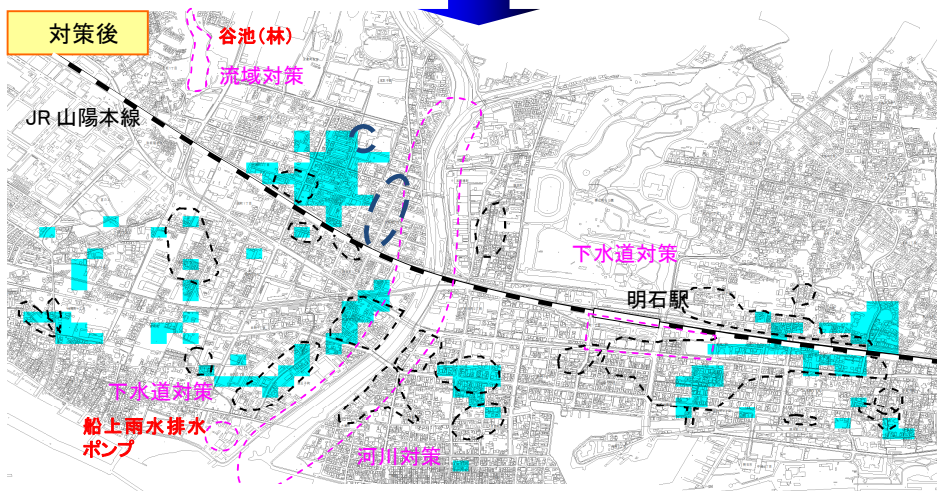 対策後
谷池(林)
流域対策
JR 山陽本線
下水道対策
明石駅
下水道対策
船上雨水排水
ポンプ
河川対策